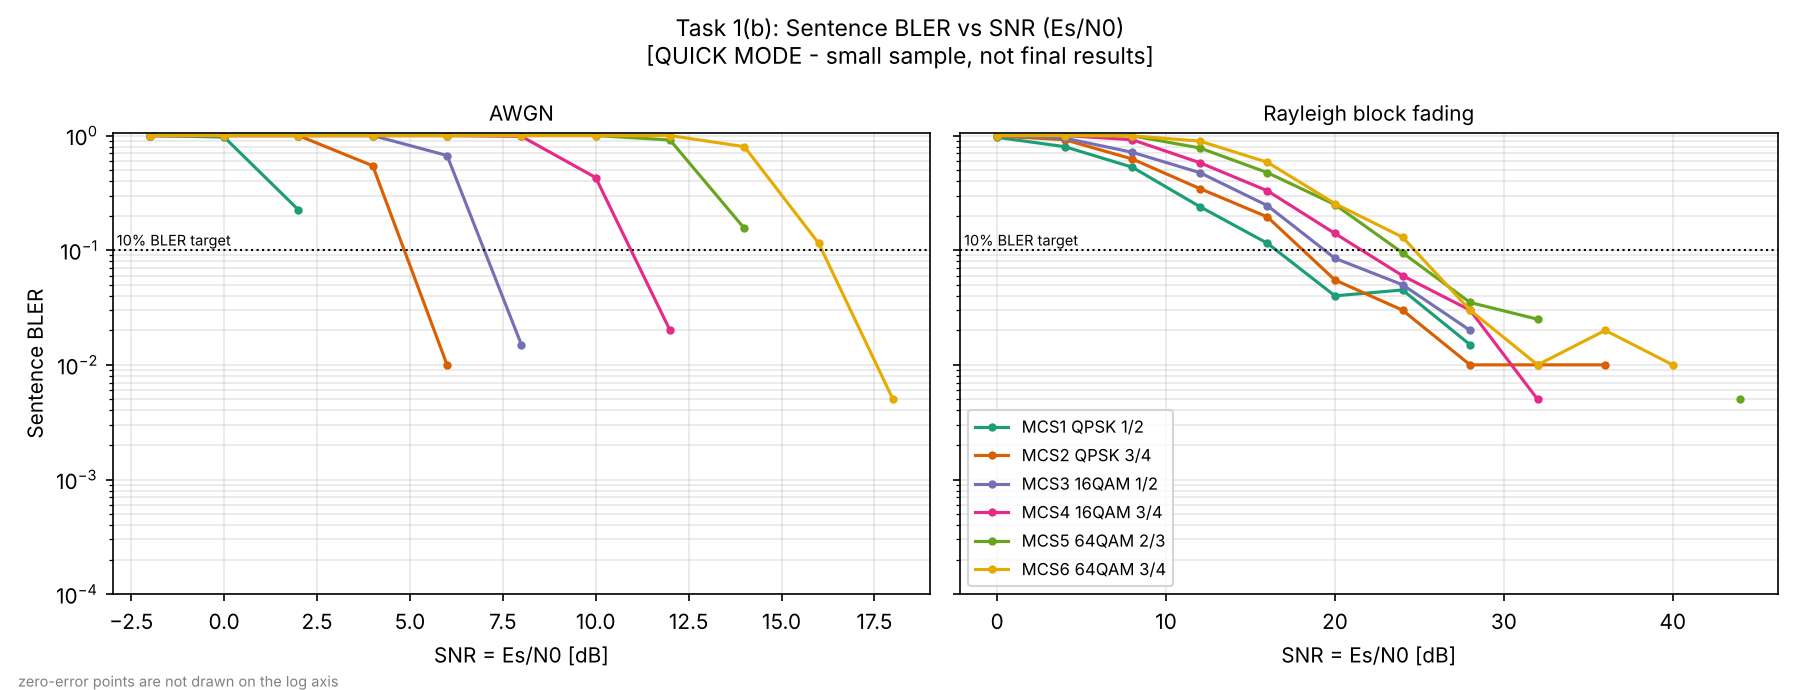 Task 1(b): Sentence BLER vs SNR (Es/N0)
[QUICK MODE - small sample, not final results]
AWGN
Rayleigh block fading
Sentence BLER
10⁰
10⁻¹
10⁻²
10⁻³
10⁻⁴
10% BLER target
10% BLER target
MCS1 QPSK 1/2
MCS2 QPSK 3/4
MCS3 16QAM 1/2
MCS4 16QAM 3/4
MCS5 64QAM 2/3
MCS6 64QAM 3/4
−2.5 0.0 2.5 5.0 7.5 10.0 12.5 15.0 17.5
0 10 20 30 40
SNR = Es/N0 [dB]
SNR = Es/N0 [dB]
zero-error points are not drawn on the log axis